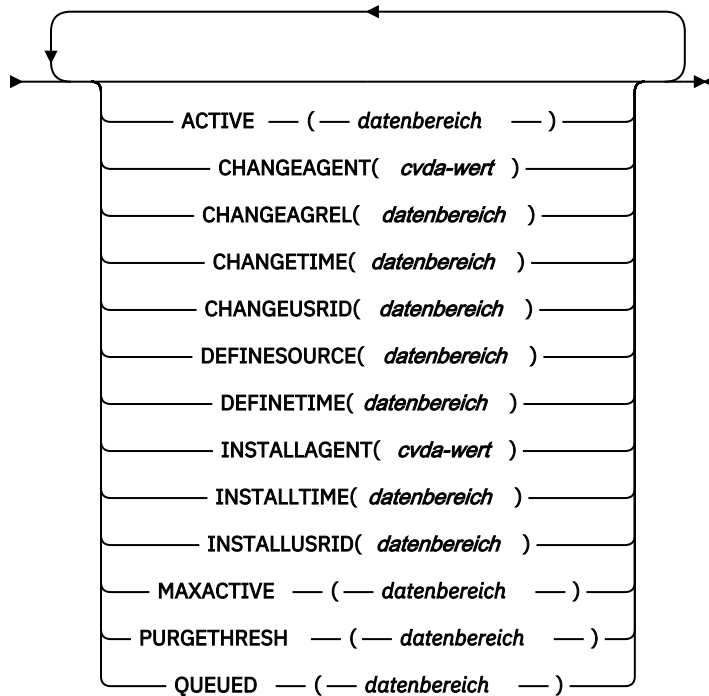 ACTIVE — ( — datenbereich — )
CHANGEAGENT( cvda-wert )
CHANGEAGREL( datenbereich )
CHANGETIME( datenbereich )
CHANGEUSRID( datenbereich )
DEFINESOURCE( datenbereich )
DEFINETIME( datenbereich )
INSTALLAGENT( cvda-wert )
INSTALLTIME( datenbereich )
INSTALLUSRID( datenbereich )
MAXACTIVE — ( — datenbereich — )
PURGETHRESH — ( — datenbereich — )
QUEUED — ( — datenbereich — )